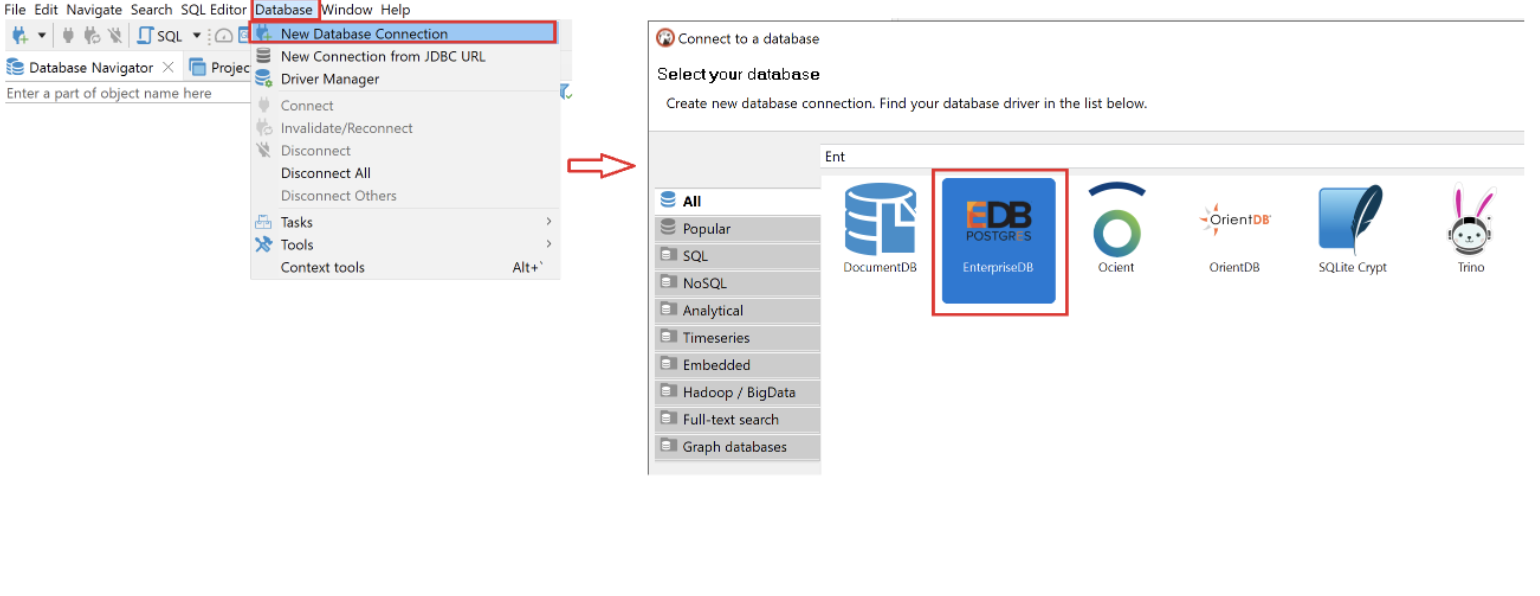 File Edit Navigate Search SQL Editor Database Window Help
SQL
Database Navigator
Projec
Enter a part of object name here
New Database Connection
New Connection from JDBC URL
Driver Manager
Connect
Invalidate/Reconnect
Disconnect
Disconnect All
Disconnect Others
Tasks
Tools
Context tools Alt+`
Connect to a database
Select your database
Create new database connection. Find your database driver in the list below.
Ent
All
Popular
SQL
NoSQL
Analytical
Timeseries
Embedded
Hadoop / BigData
Full-text search
Graph databases
DocumentDB
EDB
POSTGRES
EnterpriseDB
Ocient
OrientDB
OrientDB
SQLite Crypt
Trino